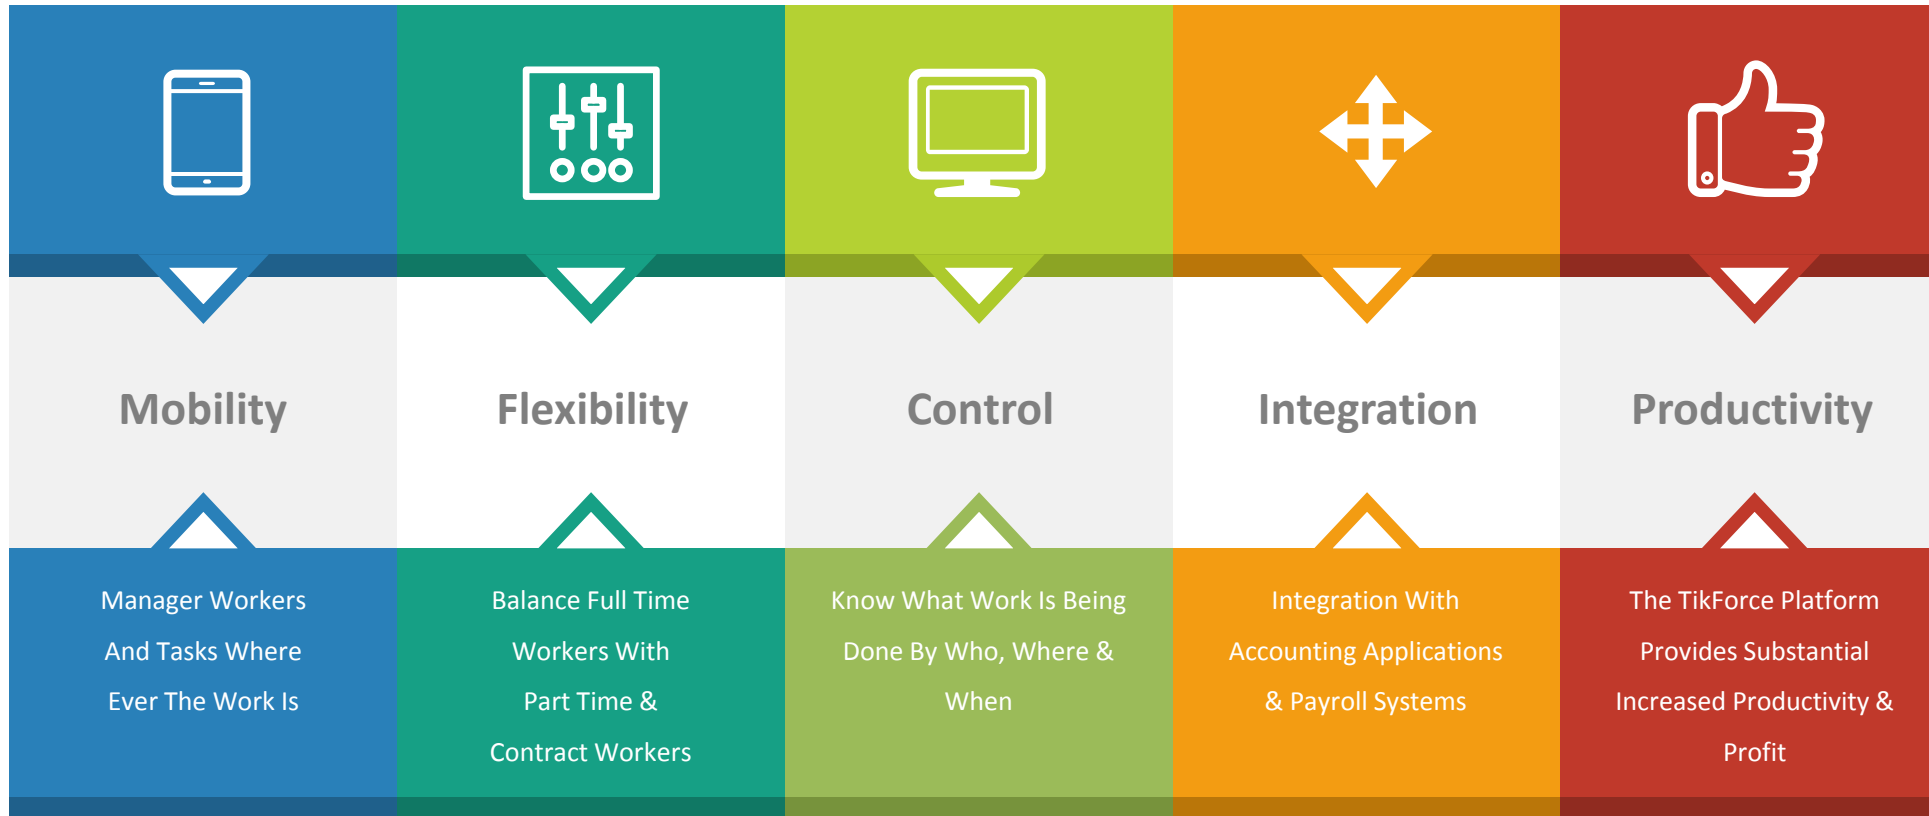 Mobility
Flexibility
Control
Integration
Productivity
Manager Workers
And Tasks Where
Ever The Work Is
Balance Full Time
Workers With
Part Time &
Contract Workers
Know What Work Is Being
Done By Who, Where &
When
Integration With
Accounting Applications
& Payroll Systems
The TikForce Platform
Provides Substantial
Increased Productivity &
Profit